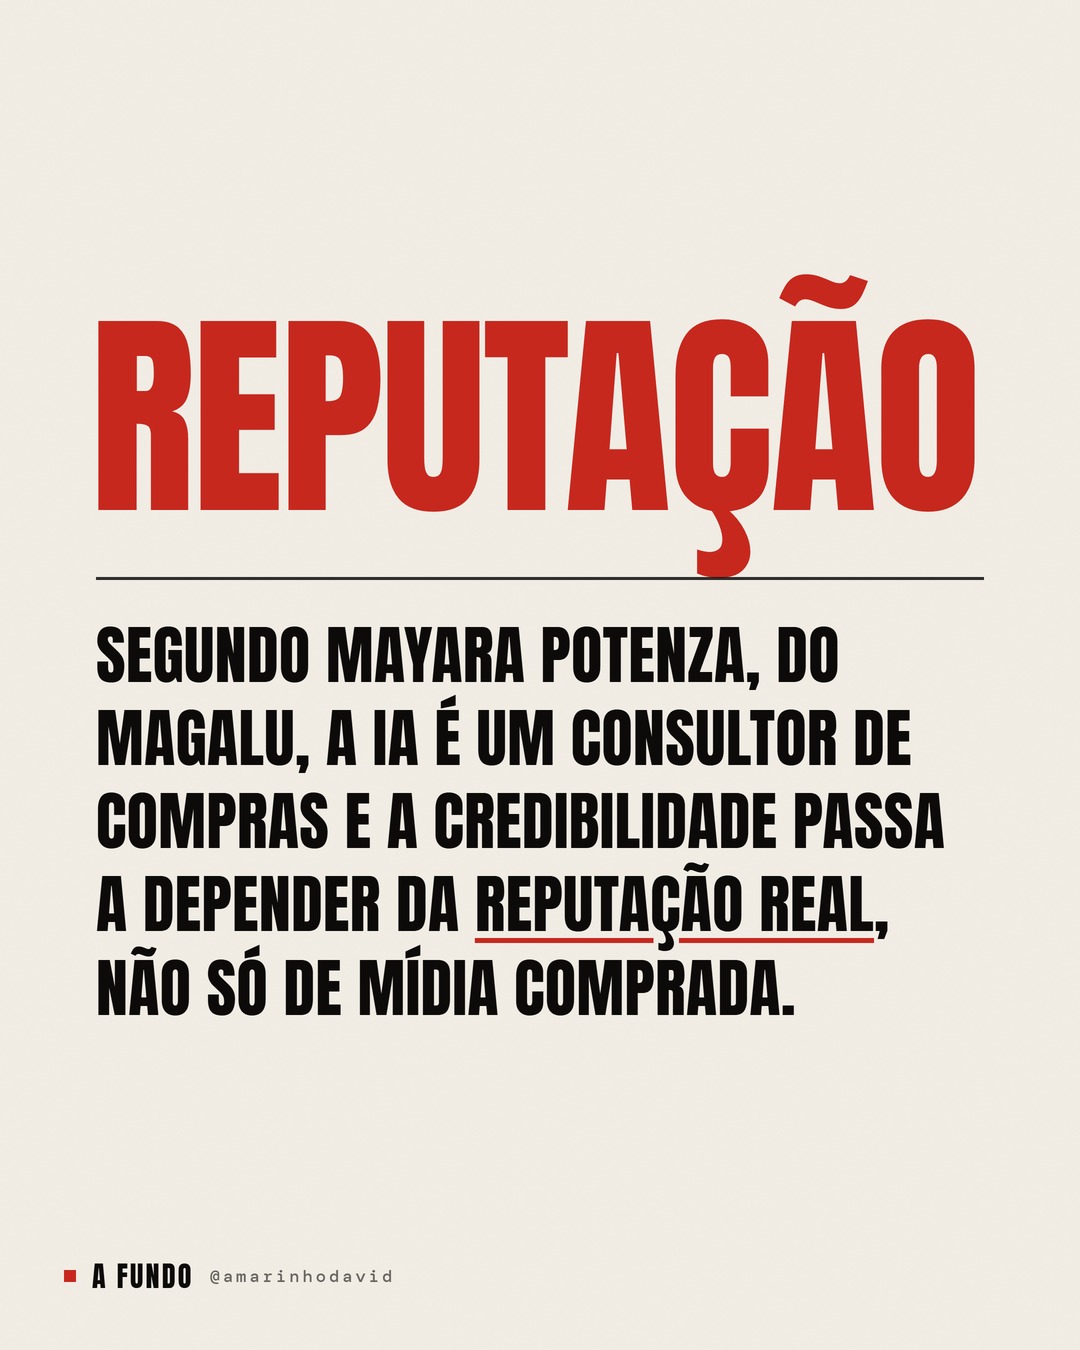 REPUTAÇÃO
SEGUNDO MAYARA POTENZA, DO
MAGALU, A IA É UM CONSULTOR DE
COMPRAS E A CREDIBILIDADE PASSA
A DEPENDER DA REPUTAÇÃO REAL,
NÃO SÓ DE MÍDIA COMPRADA.
A FUNDO @amarinhodavid